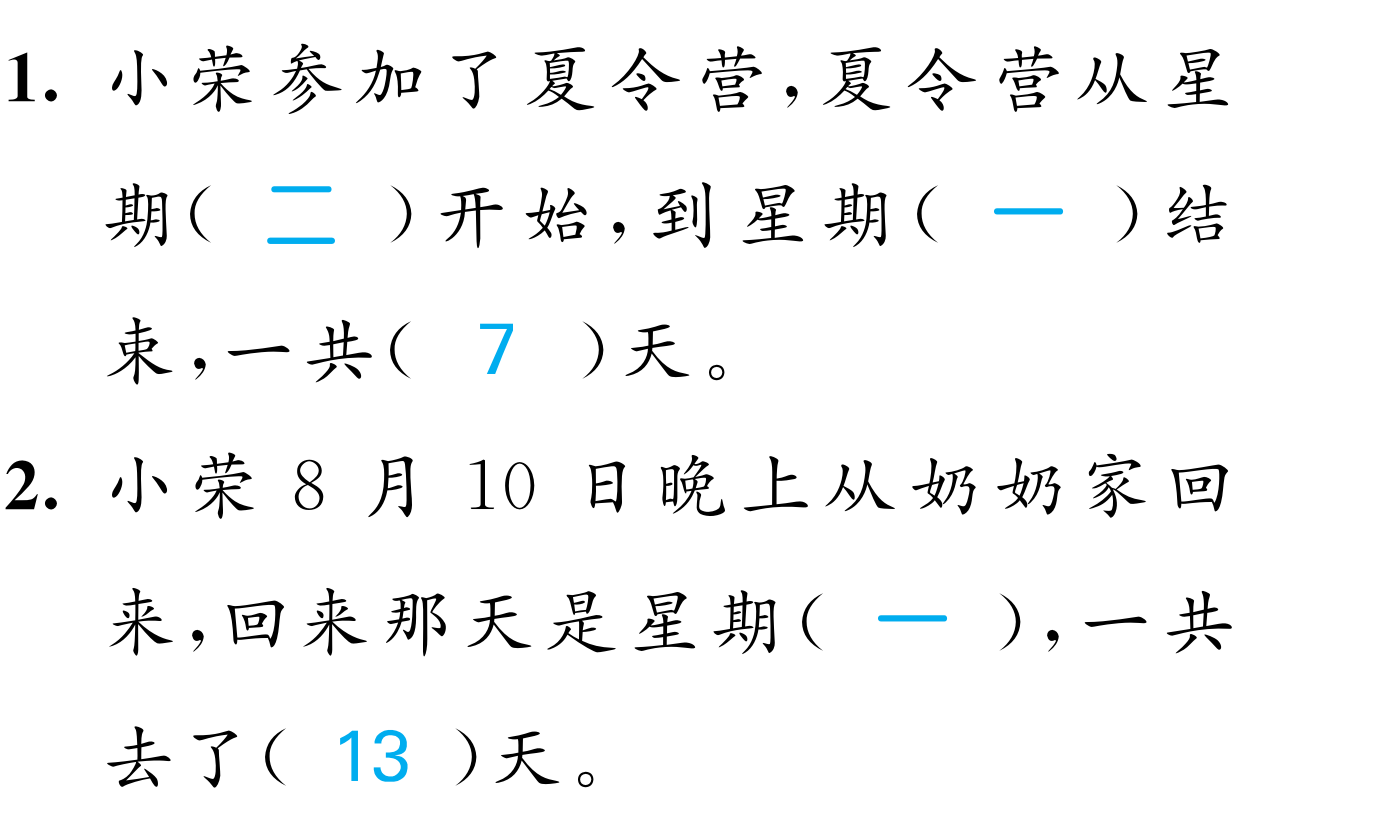 1. 小荣参加了夏令营,夏令营从星
期( 二 )开始,到星期( 一 )结
束,一共( 7 )天。
2. 小荣 8 月 10 日晚上从奶奶家回
来,回来那天是星期( 一 ),一共
去了( 13 )天。